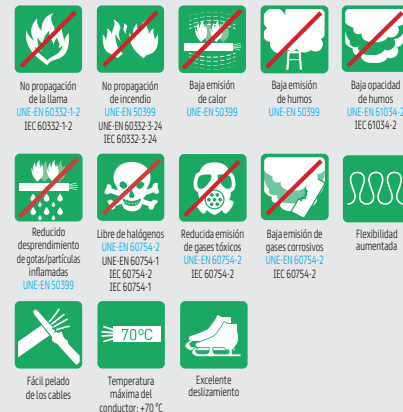 No propagación
de la llama
UNE-EN 60332-1-2
IEC 60332-1-2
No propagación
de incendio
UNE-EN 50399
UNE-EN 60332-3-24
IEC 60332-3-24
Baja emisión
de calor
UNE-EN 50399
Baja emisión
de humos
UNE-EN 50399
Baja opacidad
de humos
UNE-EN 61034-2
IEC 61034-2
Reducido
desprendimiento
de gotas/partículas
inflamadas
UNE-EN 50399
Libre de halógenos
UNE-EN 60754-2
UNE-EN 60754-1
IEC 60754-2
IEC 60754-1
Reducida emisión
de gases tóxicos
UNE-EN 60754-2
IEC 60754-2
Baja emisión de
gases corrosivos
UNE-EN 60754-2
IEC 60754-2
Flexibilidad
aumentada
Fácil pelado
de los cables
70ºC
Temperatura
máxima del
conductor: +70 °C
Excelente
deslizamiento